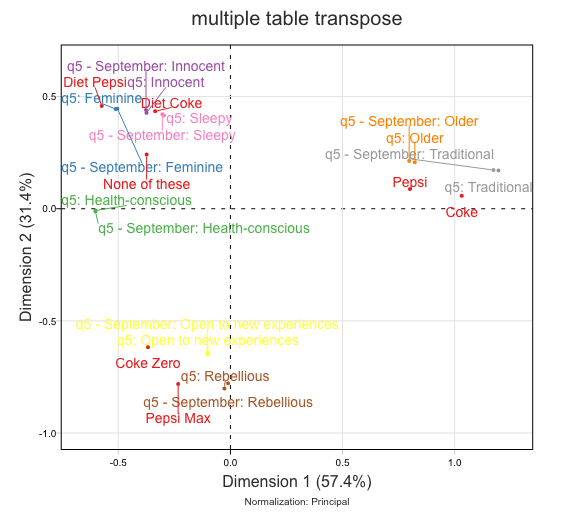 multiple table transpose
q5 - September: Innocent
Diet Pepsi
q5: Innocent
q5: Feminine
Diet Coke
q5: Sleepy
q5 - September: Sleepy
q5 - September: Older
q5: Older
q5 - September: Traditional
q5 - September: Feminine
None of these
Pepsi
q5: Traditional
q5: Health-conscious
Coke
q5 - September: Health-conscious
q5 - September: Open to new experiences
q5: Open to new experiences
Coke Zero
q5: Rebellious
q5 - September: Rebellious
Pepsi Max
0.5
0.0
-0.5
-1.0
Dimension 2 (31.4%)
-0.5
0.0
0.5
1.0
Dimension 1 (57.4%)
Normalization: Principal